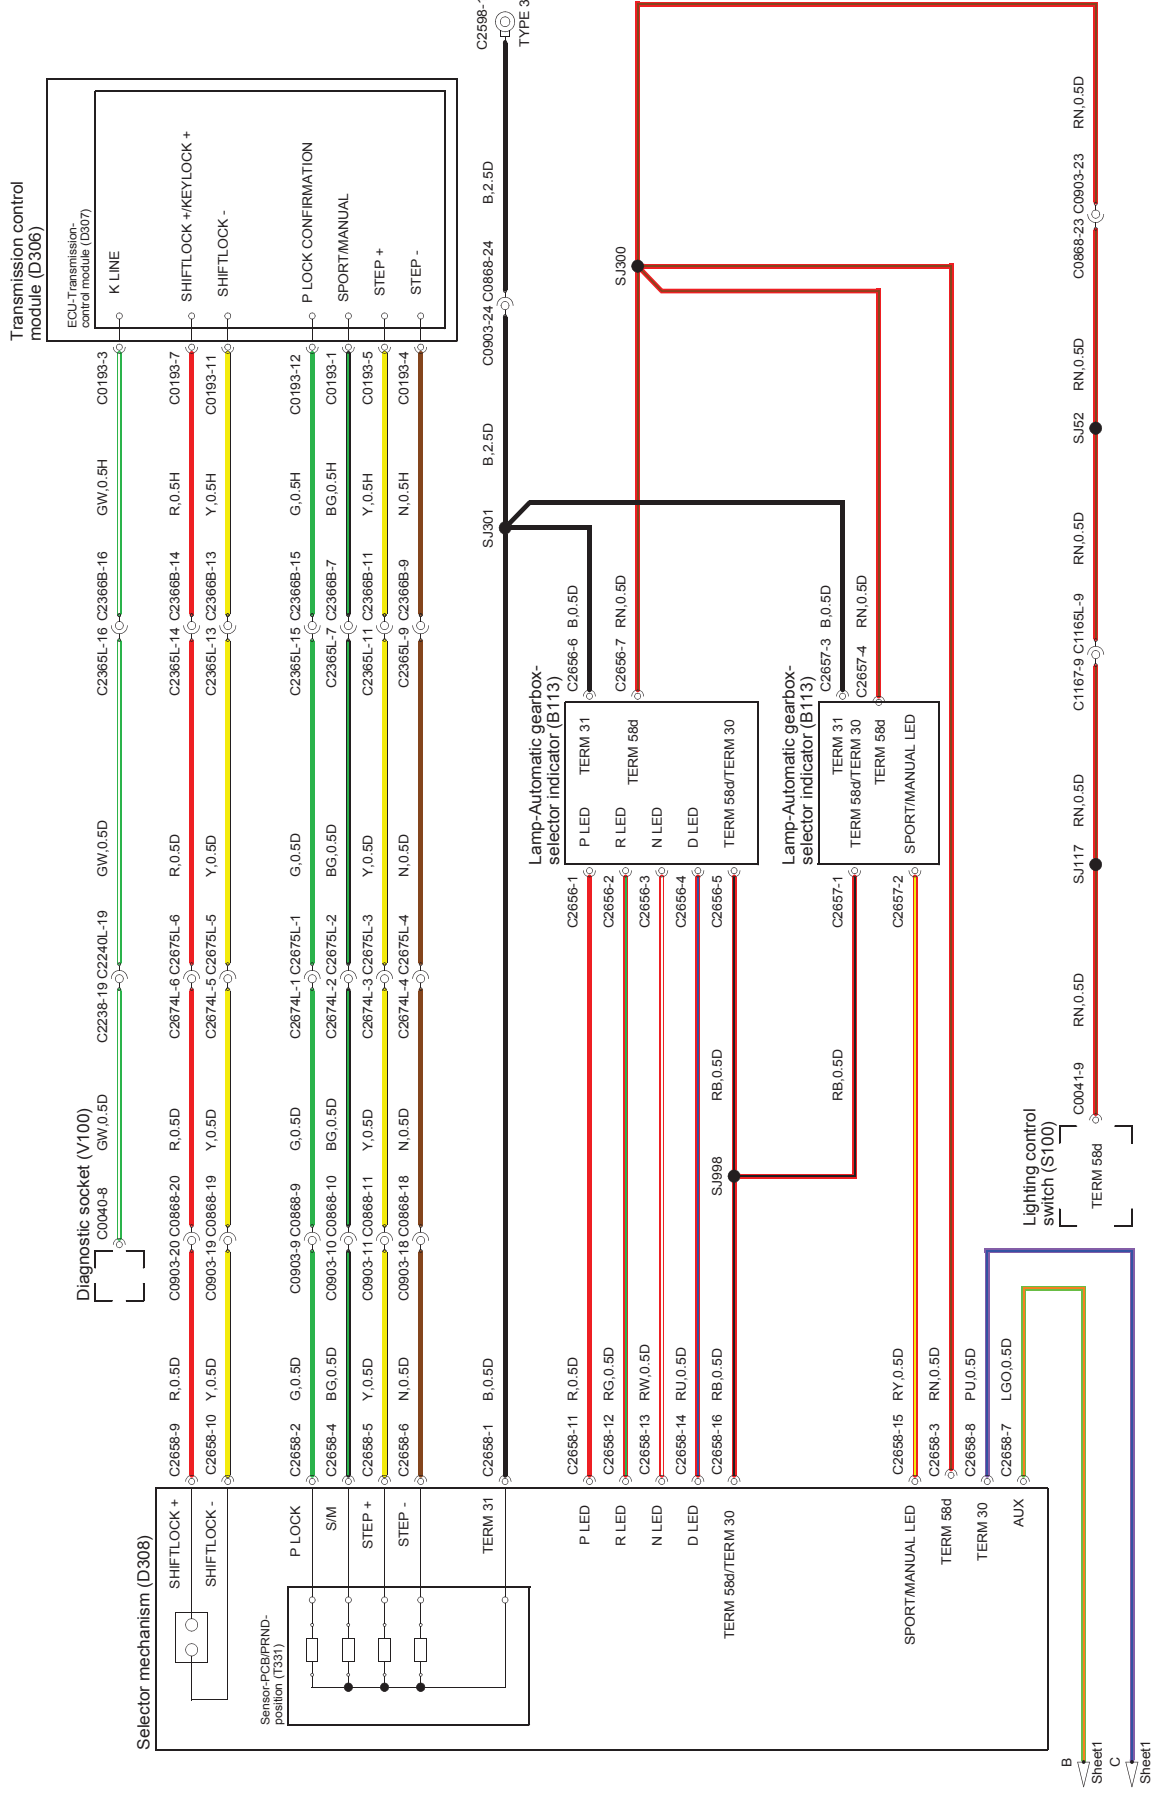 Transmission control
module (D306)
ECU-Transmission-
control module (D307)
K LINE
SHIFTLOCK +/KEYLOCK +
SHIFTLOCK -
P LOCK CONFIRMATION
SPORT/MANUAL
STEP +
STEP -
C0193-3
C0193-7
C0193-11
C0193-12
C0193-1
C0193-5
C0193-4
GW,0.5H
R,0.5H
Y,0.5H
G,0.5H
BG,0.5H
Y,0.5H
N,0.5H
C2365L-16 C2366B-16
C2365L-14 C2366B-14
C2365L-13 C2366B-13
C2365L-15 C2366B-15
C2365L-7 C2366B-7
C2365L-11 C2366B-11
C2365L-9 C2366B-9
GW,0.5D
R,0.5D
Y,0.5D
G,0.5D
BG,0.5D
Y,0.5D
N,0.5D
C2238-19 C2240L-19
C2674L-6 C2675L-6
C2674L-5 C2675L-5
C2674L-1 C2675L-1
C2674L-2 C2675L-2
C2674L-3 C2675L-3
C2674L-4 C2675L-4
GW,0.5D
R,0.5D
Y,0.5D
G,0.5D
BG,0.5D
Y,0.5D
N,0.5D
Diagnostic socket (V100)
C0040-8
C0903-20 C0868-20
C0903-19 C0868-19
C0903-9 C0868-9
C0903-10 C0868-10
C0903-11 C0868-11
C0903-18 C0868-18
R,0.5D
Y,0.5D
G,0.5D
BG,0.5D
Y,0.5D
N,0.5D
B,0.5D
C2658-9
C2658-10
C2658-2
C2658-4
C2658-5
C2658-6
C2658-1
Selector mechanism (D308)
SHIFTLOCK +
SHIFTLOCK -
P LOCK
S/M
STEP +
STEP -
TERM 31
Sensor-PCB/PRND-
position (T331)
P LED
R LED
N LED
D LED
TERM 58d/TERM 30
SPORT/MANUAL LED
TERM 58d
TERM 30
AUX
C2658-11
C2658-12
C2658-13
C2658-14
C2658-16
C2658-15
C2658-3
C2658-8
C2658-7
R,0.5D
RG,0.5D
RW,0.5D
RU,0.5D
RB,0.5D
RY,0.5D
RN,0.5D
PU,0.5D
LGO,0.5D
SJ998
RB,0.5D
RB,0.5D
C2656-1
C2656-2
C2656-3
C2656-4
C2656-5
C2657-1
C2657-2
Lamp-Automatic gearbox-
selector indicator (B113)
P LED
R LED
N LED
D LED
TERM 58d/TERM 30
TERM 31
TERM 58d
Lamp-Automatic gearbox-
selector indicator (B113)
TERM 31
TERM 58d/TERM 30
TERM 58d
SPORT/MANUAL LED
C2656-6
B,0.5D
C2656-7
RN,0.5D
C2657-3
B,0.5D
C2657-4
RN,0.5D
SJ301
B,2.5D
C0903-24 C0868-24
B,2.5D
C2598-
TYPE 3
SJ300
RN,0.5D
C0868-23 C0903-23
RN,0.5D
SJ52
RN,0.5D
C1167-9 C1165L-9
RN,0.5D
SJ117
RN,0.5D
C0041-9
Lighting control
switch (S100)
TERM 58d
B
Sheet1
C
Sheet1